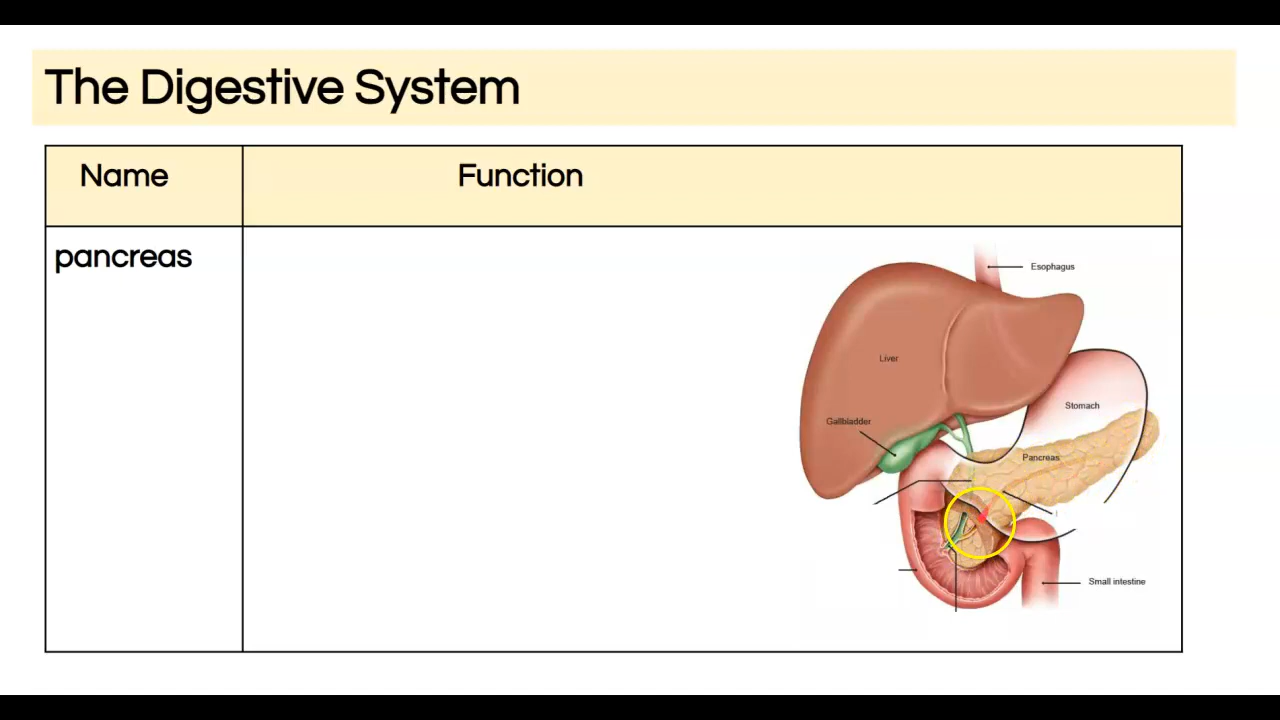 The Digestive System
Name
Function
pancreas
Esophagus
Liver
Stomach
Gallbladder
Pancreas
Small intestine